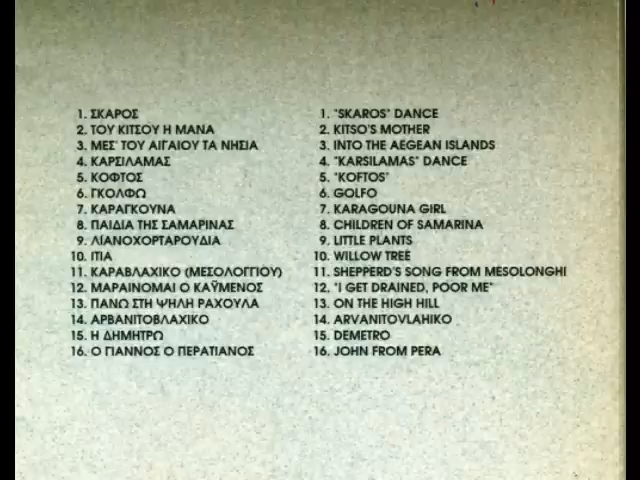 1. ΣΚΑΡΟΣ
2. ΤΟΥ ΚΙΤΣΟΥ Η ΜΑΝΑ
3. ΜΕΣ' ΤΟΥ ΑΙΓΑΙΟΥ ΤΑ ΝΗΣΙΑ
4. ΚΑΡΣΙΛΑΜΑΣ
5. ΚΟΦΤΟΣ
6. ΓΚΟΛΦΩ
7. ΚΑΡΑΓΚΟΥΝΑ
8. ΠΑΙΔΙΑ ΤΗΣ ΣΑΜΑΡΙΝΑΣ
9. ΛΙΑΝΟΧΟΡΤΑΡΟΥΔΙΑ
10. ΙΤΙΑ
11. ΚΑΡΑΒΛΑΧΙΚΟ (ΜΕΣΟΛΟΓΓΙΟΥ)
12. ΜΑΡΑΙΝΟΜΑΙ Ο ΚΑΫΜΕΝΟΣ
13. ΠΑΝΩ ΣΤΗ ΨΗΛΗ ΡΑΧΟΥΛΑ
14. ΑΡΒΑΝΙΤΟΒΛΑΧΙΚΟ
15. Η ΔΗΜΗΤΡΩ
16. Ο ΓΙΑΝΝΟΣ Ο ΠΕΡΑΤΙΑΝΟΣ
1. "SKAROS" DANCE
2. KITSO'S MOTHER
3. INTO THE AEGEAN ISLANDS
4. "KARSILAMAS" DANCE
5. "KOFTOS"
6. GOLFO
7. KARAGOUNA GIRL
8. CHILDREN OF SAMARINA
9. LITTLE PLANTS
10. WILLOW TREE
11. SHEPPERD'S SONG FROM MESOLONGHI
12. "I GET DRAINED, POOR ME"
13. ON THE HIGH HILL
14. ARVANITOVLAHIKO
15. DEMETRO
16. JOHN FROM PERA